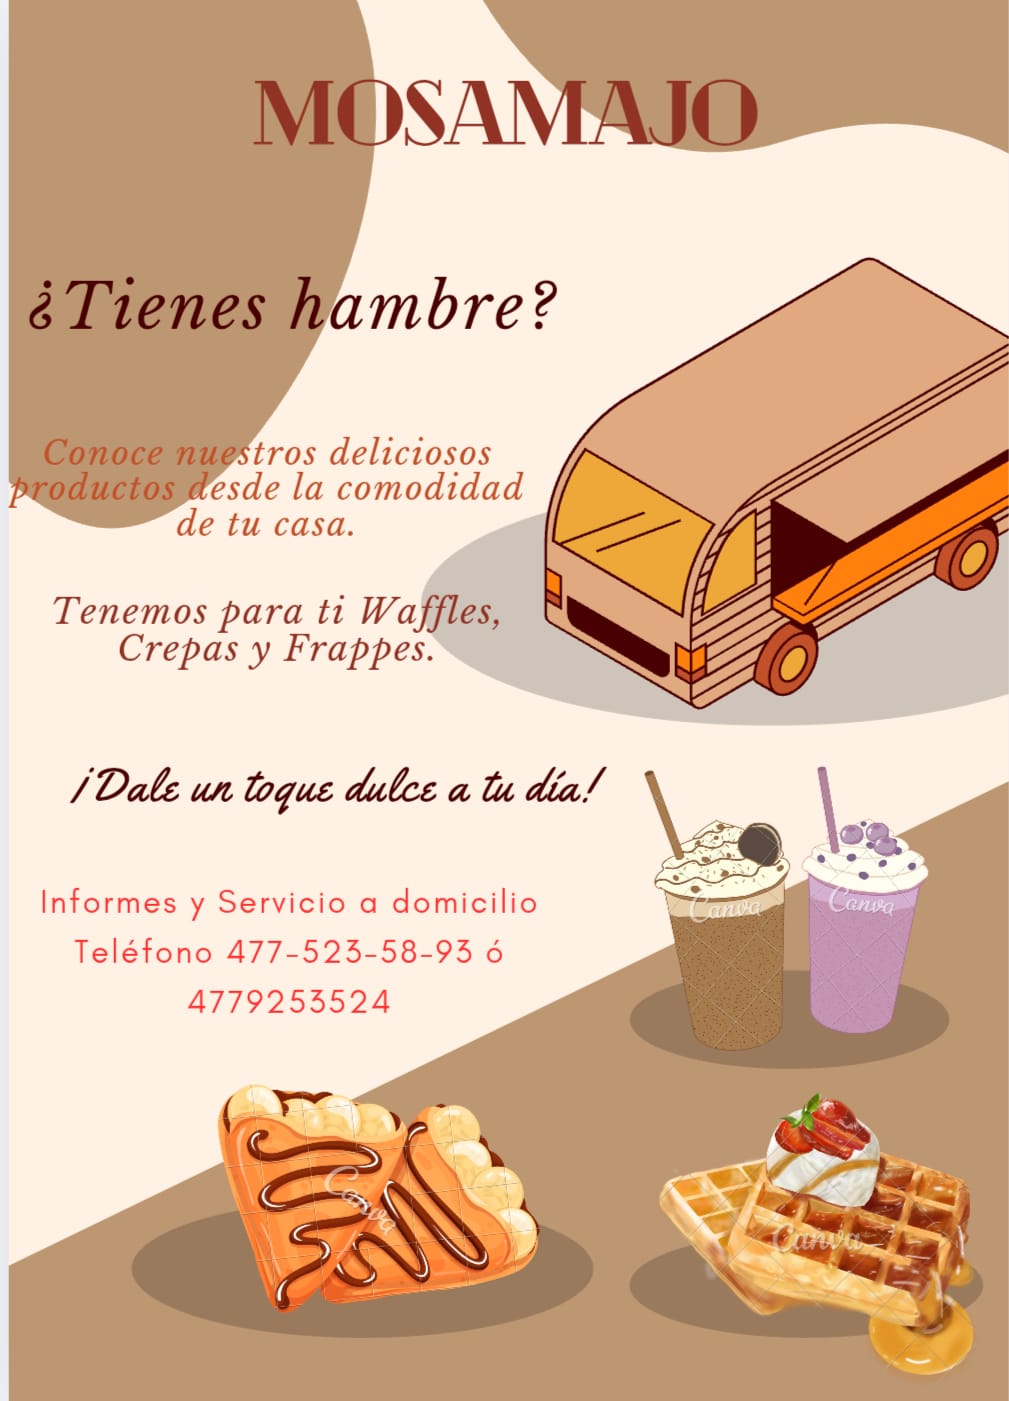 MOSAMAJO
¿Tienes hambre?
Conoce nuestros deliciosos
productos desde la comodidad
de tu casa.
Tenemos para ti Waffles,
Crepas y Frappes.
¡Dale un toque dulce a tu día!
Informes y Servicio a domicilio
Teléfono 477-523-58-93 ó
4779253524
Canva
Canva
Canva
Canva